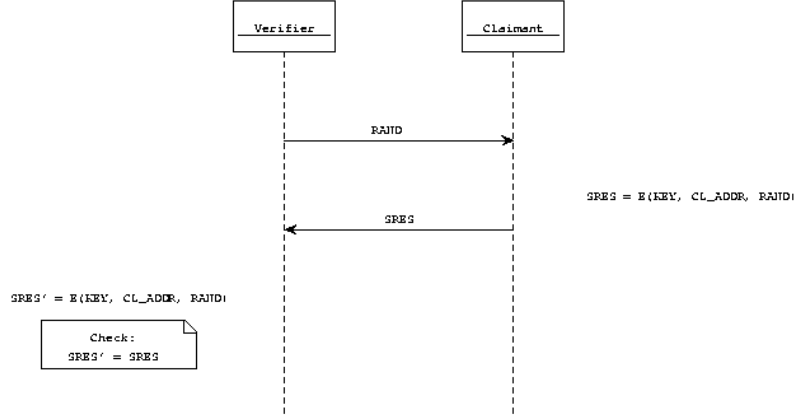 Verifier
Claimant
RAND
SRES = E(KEY, CL_ADDR, RAND)
SRES
SRES' = E(KEY, CL_ADDR, RAND)
Check:
SRES' = SRES